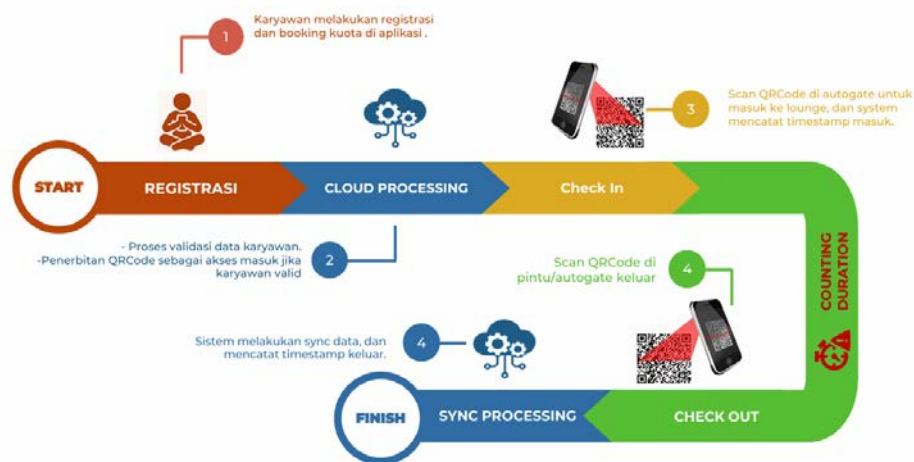 1
Karyawan melakukan registrasi
dan booking kuota di aplikasi .
3
Scan QRCode di autogate untuk
masuk ke lounge, dan system
mencatat timestamp masuk.
START
REGISTRASI
CLOUD PROCESSING
Check In
- Proses validasi data karyawan.
-Penerbitan QRCode sebagai akses masuk jika
karyawan valid
2
Scan QRCode di
pintu/autogate keluar
4
COUNTING
DURATION
Sistem melakukan sync data, dan
mencatat timestamp keluar.
4
FINISH
SYNC PROCESSING
CHECK OUT